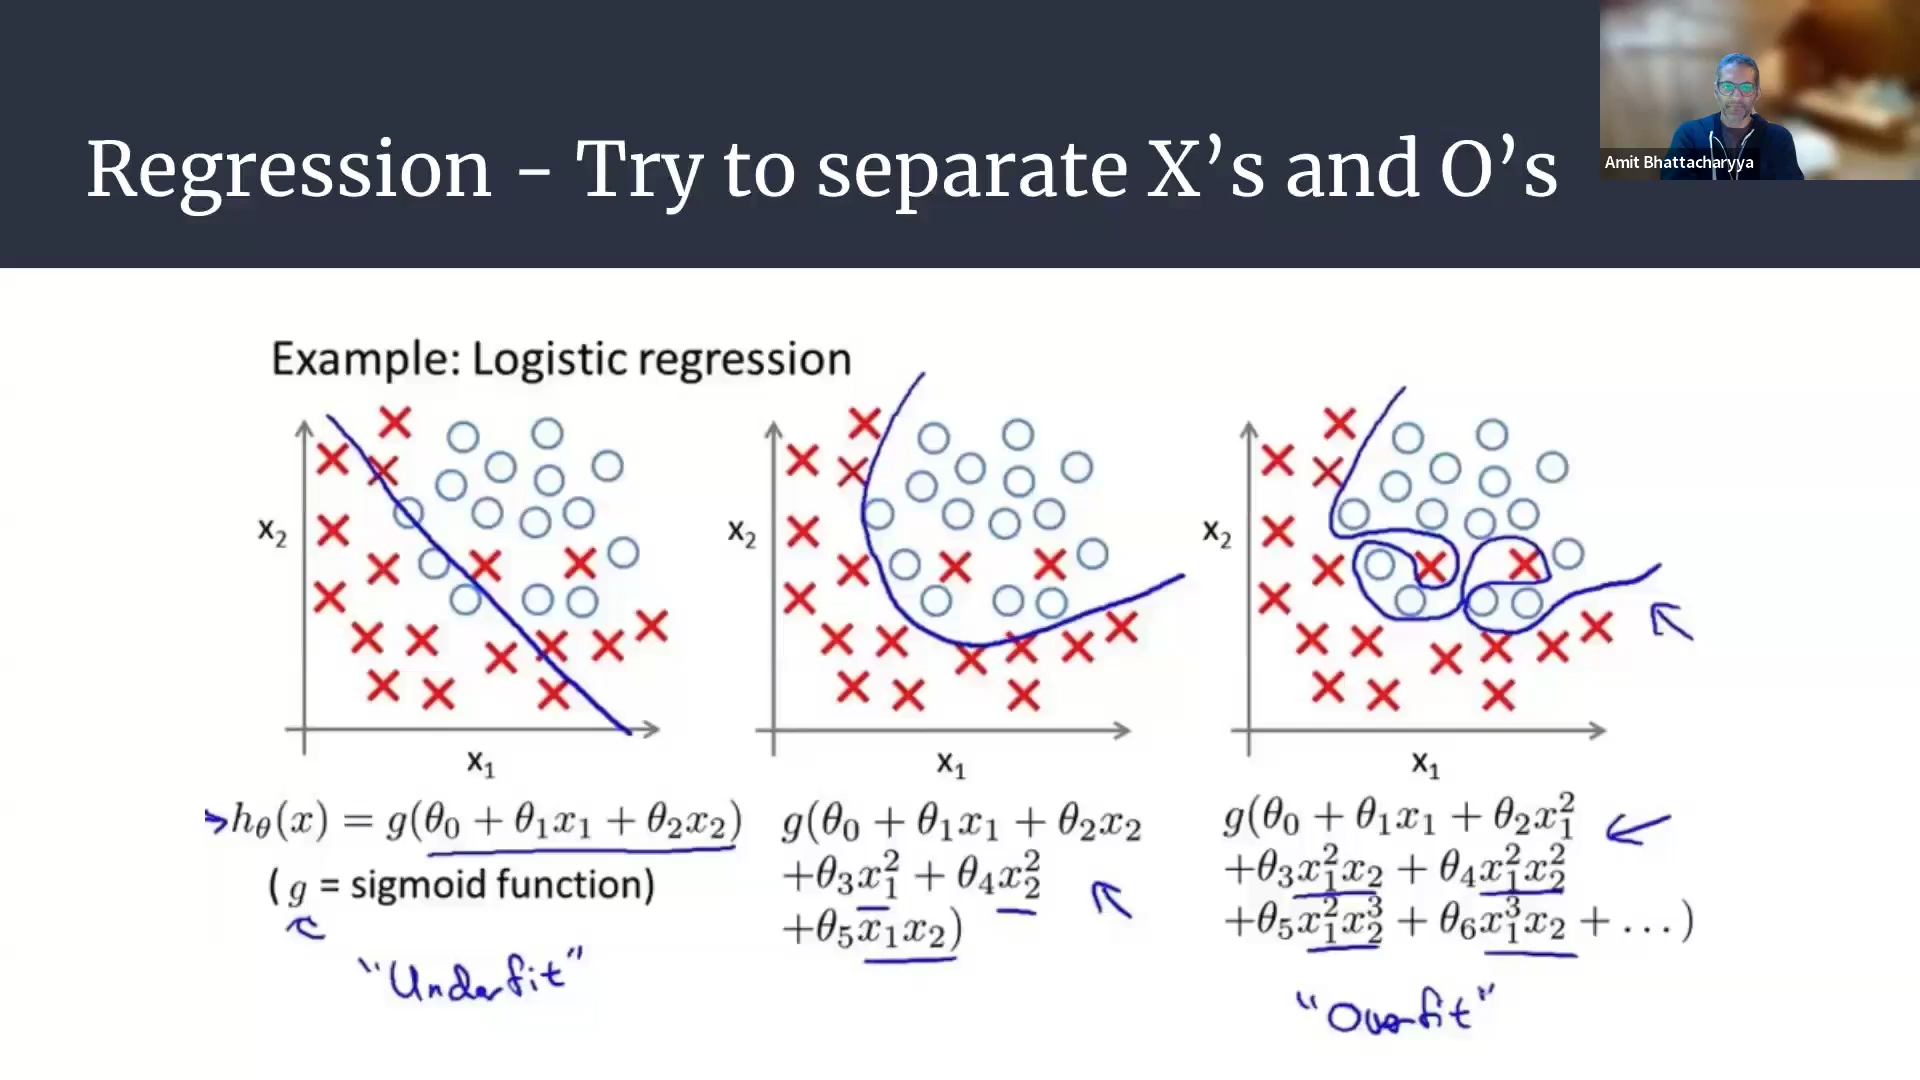 Regression - Try to separate X’s and O’s
Amit Bhattacharyya
Example: Logistic regression
x₂
x₁
x₂
x₁
x₂
x₁
h_θ(x) = g(θ₀ + θ₁x₁ + θ₂x₂)
( g = sigmoid function)
"Underfit"
g(θ₀ + θ₁x₁ + θ₂x₂
+θ₃x₁² + θ₄x₂²
+θ₅x₁x₂)
g(θ₀ + θ₁x₁ + θ₂x₁²
+θ₃x₁²x₂ + θ₄x₁²x₂²
+θ₅x₁²x₂³ + θ₆x₁³x₂ + …)
"Overfit"